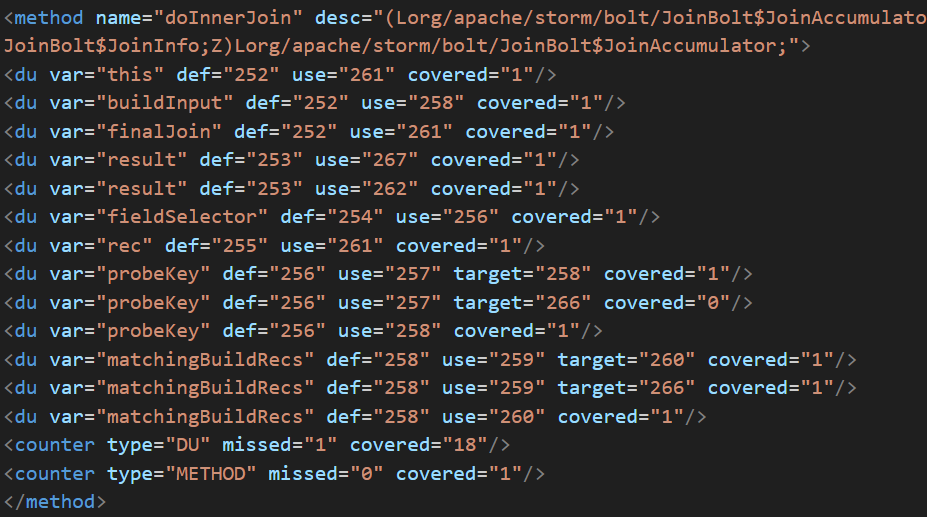 <method name="doInnerJoin" desc="(Lorg/apache/storm/bolt/JoinBolt$JoinAccumulato
JoinBolt$JoinInfo;Z)Lorg/apache/storm/bolt/JoinBolt$JoinAccumulator;">
<du var="this" def="252" use="261" covered="1"/>
<du var="buildInput" def="252" use="258" covered="1"/>
<du var="finalJoin" def="252" use="261" covered="1"/>
<du var="result" def="253" use="267" covered="1"/>
<du var="result" def="253" use="262" covered="1"/>
<du var="fieldSelector" def="254" use="256" covered="1"/>
<du var="rec" def="255" use="261" covered="1"/>
<du var="probeKey" def="256" use="257" target="258" covered="1"/>
<du var="probeKey" def="256" use="257" target="266" covered="0"/>
<du var="probeKey" def="256" use="258" covered="1"/>
<du var="matchingBuildRecs" def="258" use="259" target="260" covered="1"/>
<du var="matchingBuildRecs" def="258" use="259" target="266" covered="1"/>
<du var="matchingBuildRecs" def="258" use="260" covered="1"/>
<counter type="DU" missed="1" covered="18"/>
<counter type="METHOD" missed="0" covered="1"/>
</method>